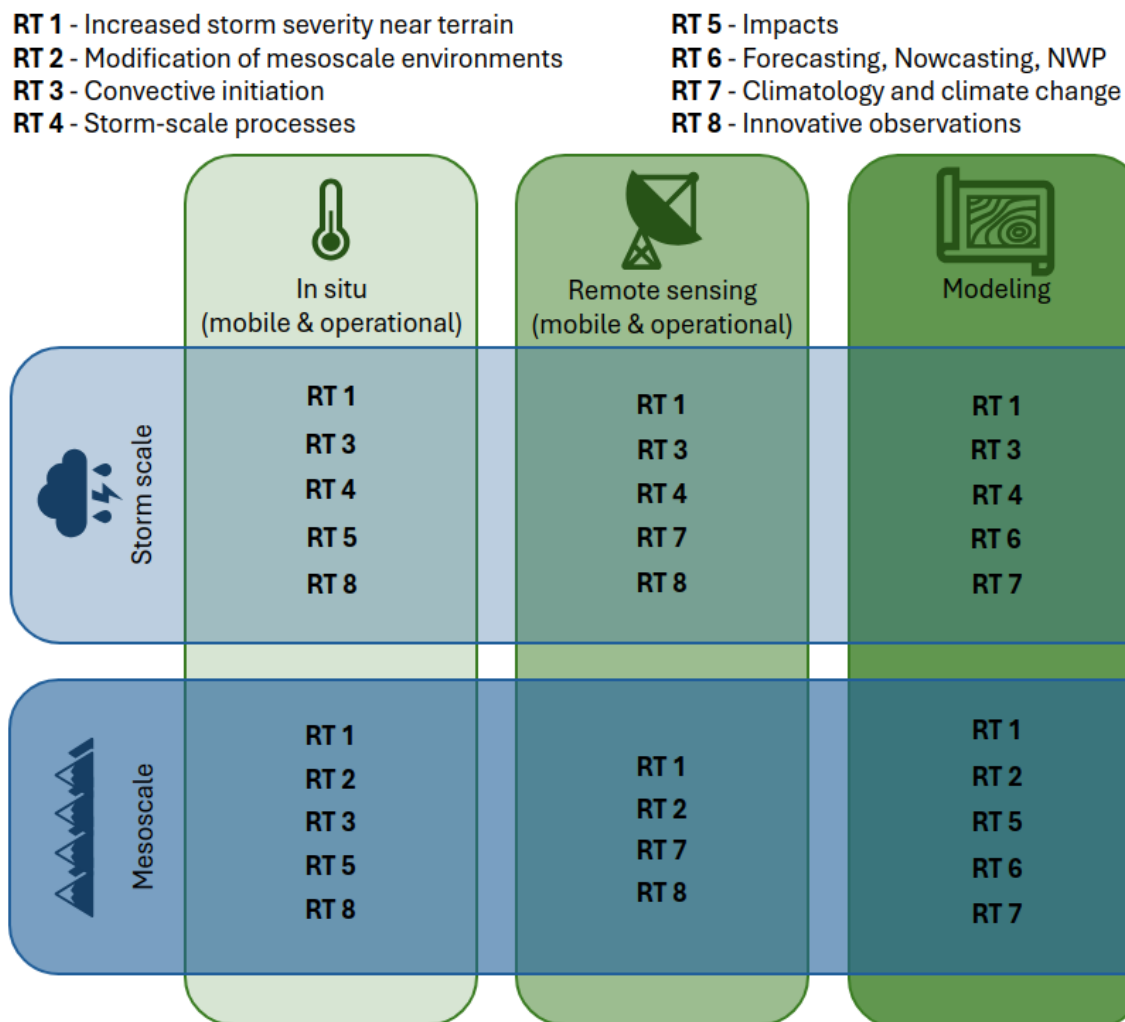 RT 1 - Increased storm severity near terrain
RT 2 - Modification of mesoscale environments
RT 3 - Convective initiation
RT 4 - Storm-scale processes
RT 5 - Impacts
RT 6 - Forecasting, Nowcasting, NWP
RT 7 - Climatology and climate change
RT 8 - Innovative observations
In situ
(mobile & operational)
Remote sensing
(mobile & operational)
Modeling
Storm scale
RT 1
RT 3
RT 4
RT 5
RT 8
RT 1
RT 3
RT 4
RT 7
RT 8
RT 1
RT 3
RT 4
RT 6
RT 7
Mesoscale
RT 1
RT 2
RT 3
RT 5
RT 8
RT 1
RT 2
RT 7
RT 8
RT 1
RT 2
RT 5
RT 6
RT 7